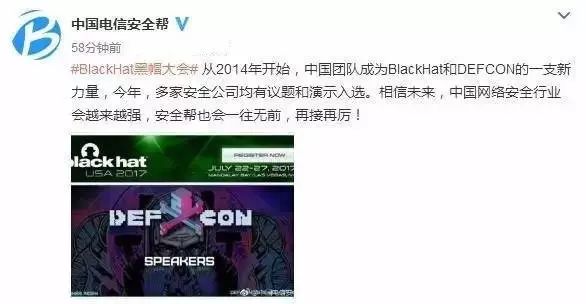 中国电信安全帮
58分钟前
#BlackHat黑帽大会# 从2014年开始，中国团队成为BlackHat和DEFCON的一支新
力量，今年，多家安全公司均有议题和演示入选。相信未来，中国网络安全行业
会越来越强，安全帮也会一往无前，再接再厉！
black hat
USA 2017
REGISTER NOW
JULY 22-27, 2017
MANDALAY BAY/LAS VEGAS,
DEF CON
SPEAKERS